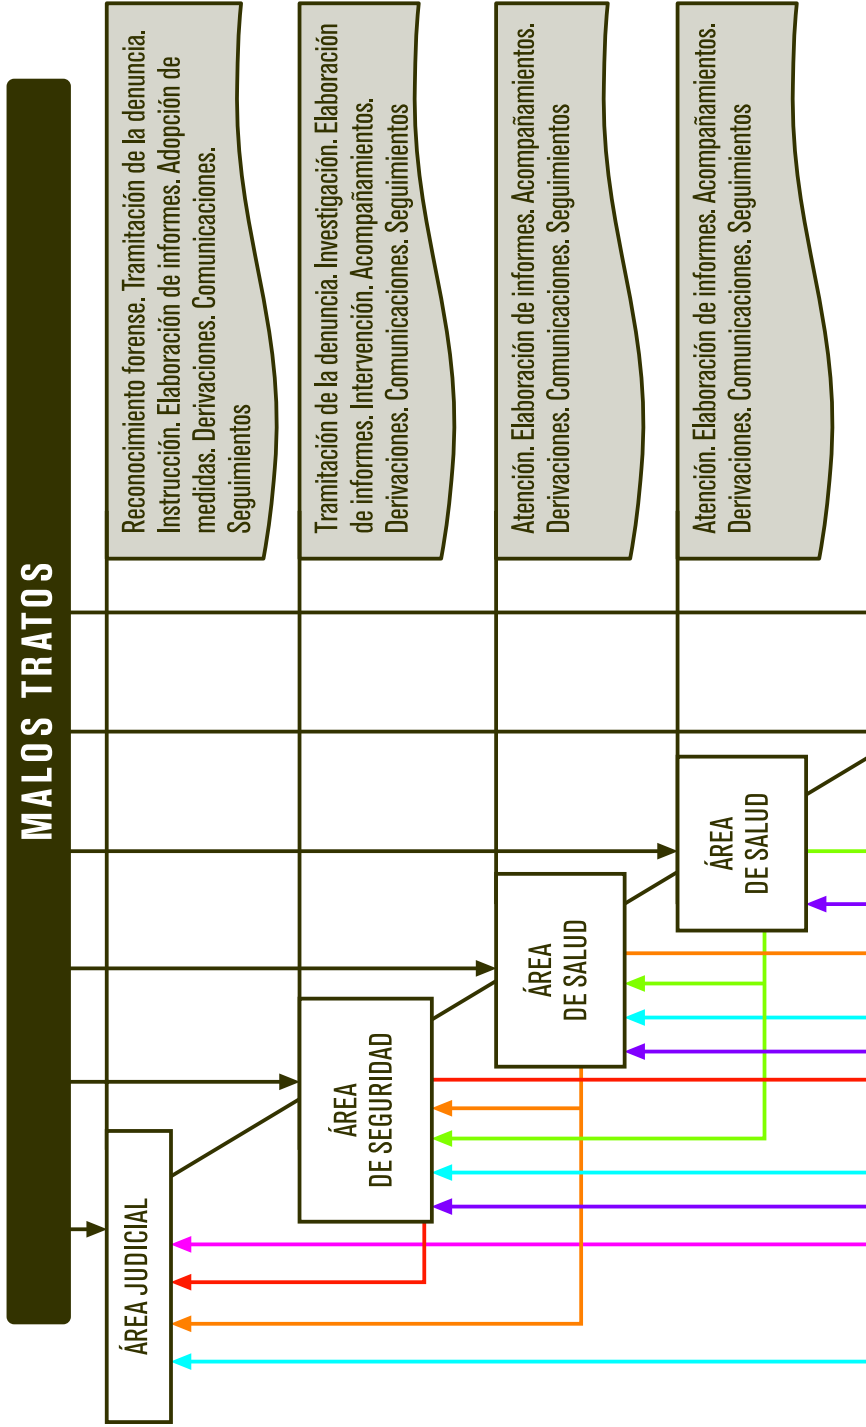 MALOS TRATOS
ÁREA JUDICIAL
Reconocimiento forense. Tramitación de la denuncia.
Instrucción. Elaboración de informes. Adopción de
medidas. Derivaciones. Comunicaciones.
Seguimientos
ÁREA
DE SEGURIDAD
Tramitación de la denuncia. Investigación. Elaboración
de informes. Intervención. Acompañamientos.
Derivaciones. Comunicaciones. Seguimientos
ÁREA
DE SALUD
Atención. Elaboración de informes. Acompañamientos.
Derivaciones. Comunicaciones. Seguimientos
ÁREA
DE SALUD
Atención. Elaboración de informes. Acompañamientos.
Derivaciones. Comunicaciones. Seguimientos